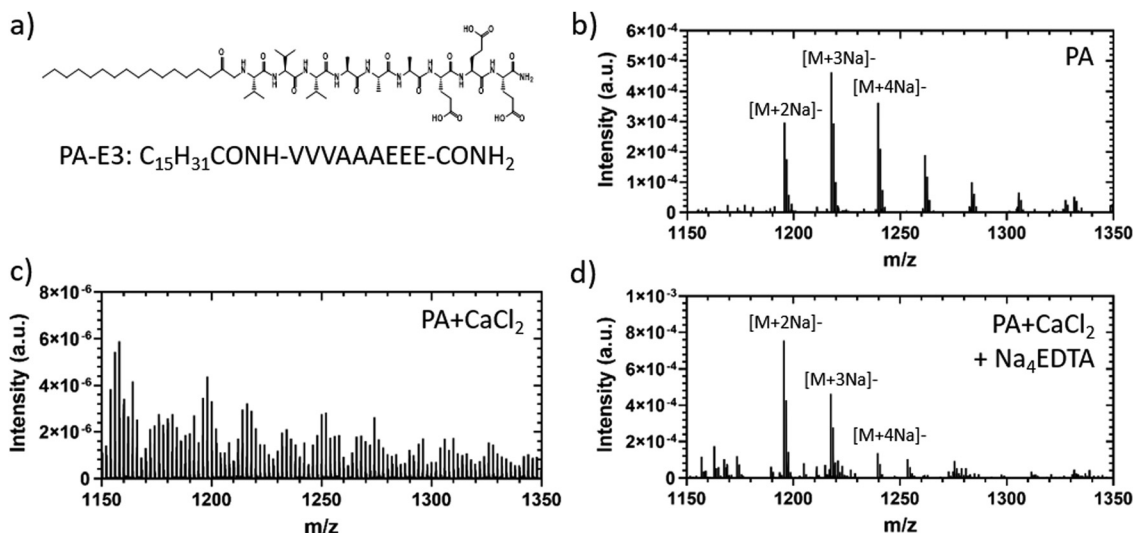 a)
O
H
N
O
N
H
O
H
N
O
N
H
O
H
N
O
N
H
O
H
N
O
N
H
O
H
N
O
NH₂
HO
O
HO
O
HO
O
PA-E3: C₁₅H₃₁CONH-VVVAAAEEE-CONH₂
b)
PA
[M+2Na]-
[M+3Na]-
[M+4Na]-
Intensity (a.u.)
6×10⁻⁴
5×10⁻⁴
4×10⁻⁴
3×10⁻⁴
2×10⁻⁴
1×10⁻⁴
0
1150 1200 1250 1300 1350
m/z
c)
PA+CaCl₂
Intensity (a.u.)
8×10⁻⁶
6×10⁻⁶
4×10⁻⁶
2×10⁻⁶
0
1150 1200 1250 1300 1350
m/z
d)
PA+CaCl₂
+ Na₄EDTA
[M+2Na]-
[M+3Na]-
[M+4Na]-
Intensity (a.u.)
1×10⁻³
8×10⁻⁴
6×10⁻⁴
4×10⁻⁴
2×10⁻⁴
0
1150 1200 1250 1300 1350
m/z